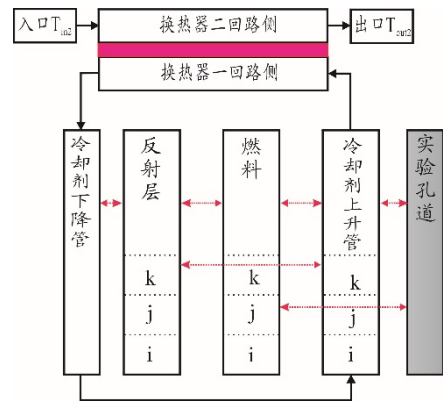 入口T_in2
换热器二回路侧
出口T_out2
换热器一回路侧
冷却剂下降管
反射层
燃料
冷却剂上升管
实验孔道
k
k
k
j
j
j
i
i
i